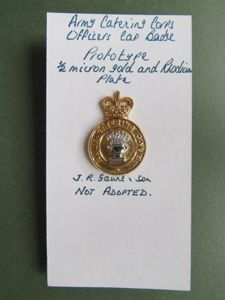 Army Catering Corps
Officers Cap Badge
Prototype
½ micron gold and Rhodium
Plate
J. R. Gaunt & Son
NOT ADOPTED.